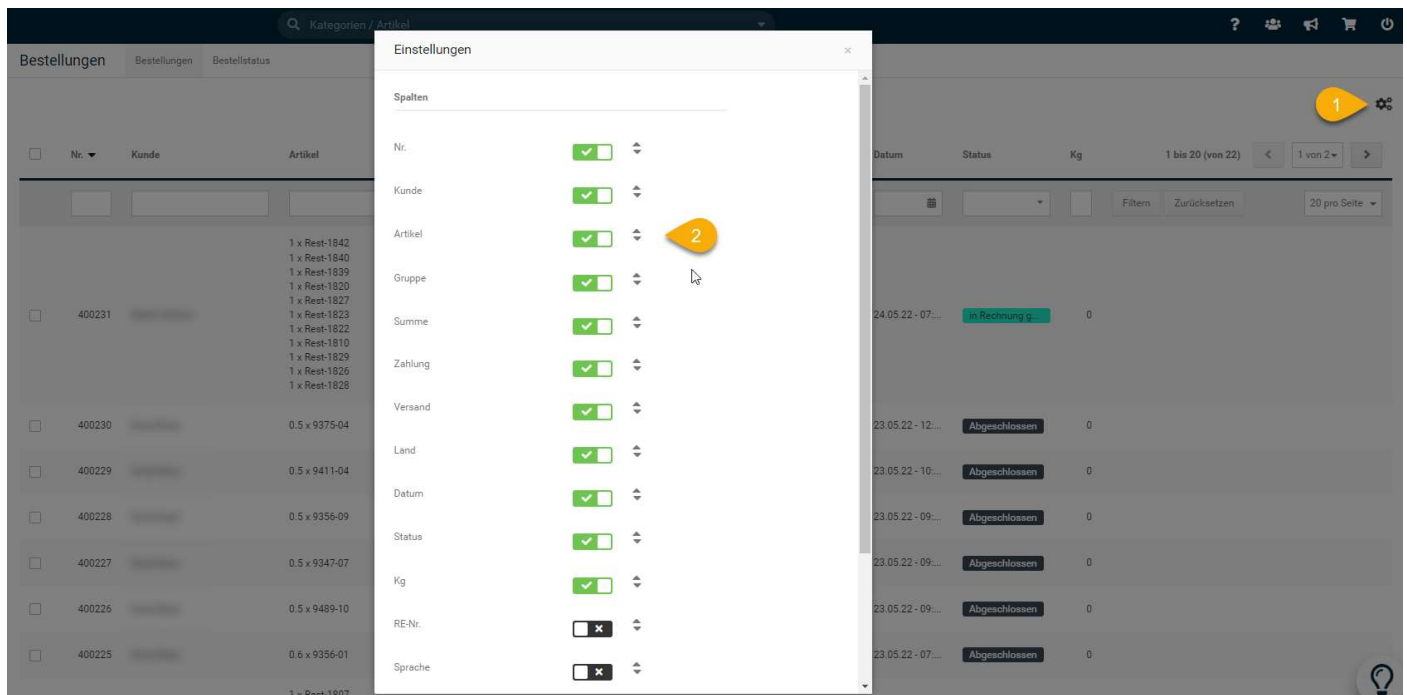 Kategorien / Artikel
Bestellungen Bestellungen Bestellstatus
Einstellungen
Spalten
1
Nr. Kunde Artikel Datum Status Kg 1 bis 20 (von 22) 1 von 2
Filtern Zurücksetzen 20 pro Seite
Nr.
Kunde
Artikel
2
Gruppe
Summe
Zahlung
Versand
Land
Datum
Status
Kg
RE-Nr.
Sprache
1 x Rest-1842
1 x Rest-1840
1 x Rest-1839
1 x Rest-1820
1 x Rest-1827
400231 1 x Rest-1823 24.05.22 - 07:... in Rechnung g... 0
1 x Rest-1822
1 x Rest-1810
1 x Rest-1829
1 x Rest-1826
1 x Rest-1828
400230 0.5 x 9375-04 23.05.22 - 12:... Abgeschlossen 0
400229 0.5 x 9411-04 23.05.22 - 10:... Abgeschlossen 0
400228 0.5 x 9356-09 23.05.22 - 09:... Abgeschlossen 0
400227 0.5 x 9347-07 23.05.22 - 09:... Abgeschlossen 0
400226 0.5 x 9489-10 23.05.22 - 09:... Abgeschlossen 0
400225 0.6 x 9356-01 23.05.22 - 07:... Abgeschlossen 0
1 x Rest-1807